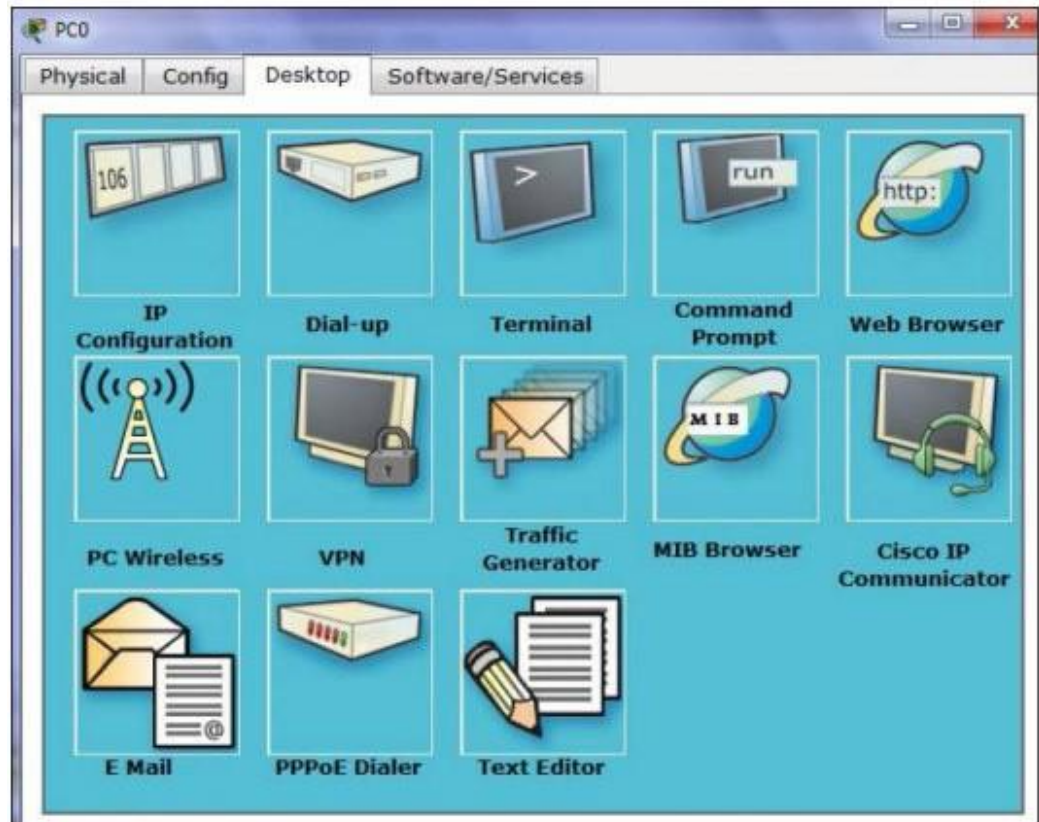 PC0
Physical Config Desktop Software/Services
106
>
run
http:
IP
Configuration
Dial-up
Terminal
Command
Prompt
Web Browser
MIB
PC Wireless
VPN
Traffic
Generator
MIB Browser
Cisco IP
Communicator
@
E Mail
PPPoE Dialer
Text Editor